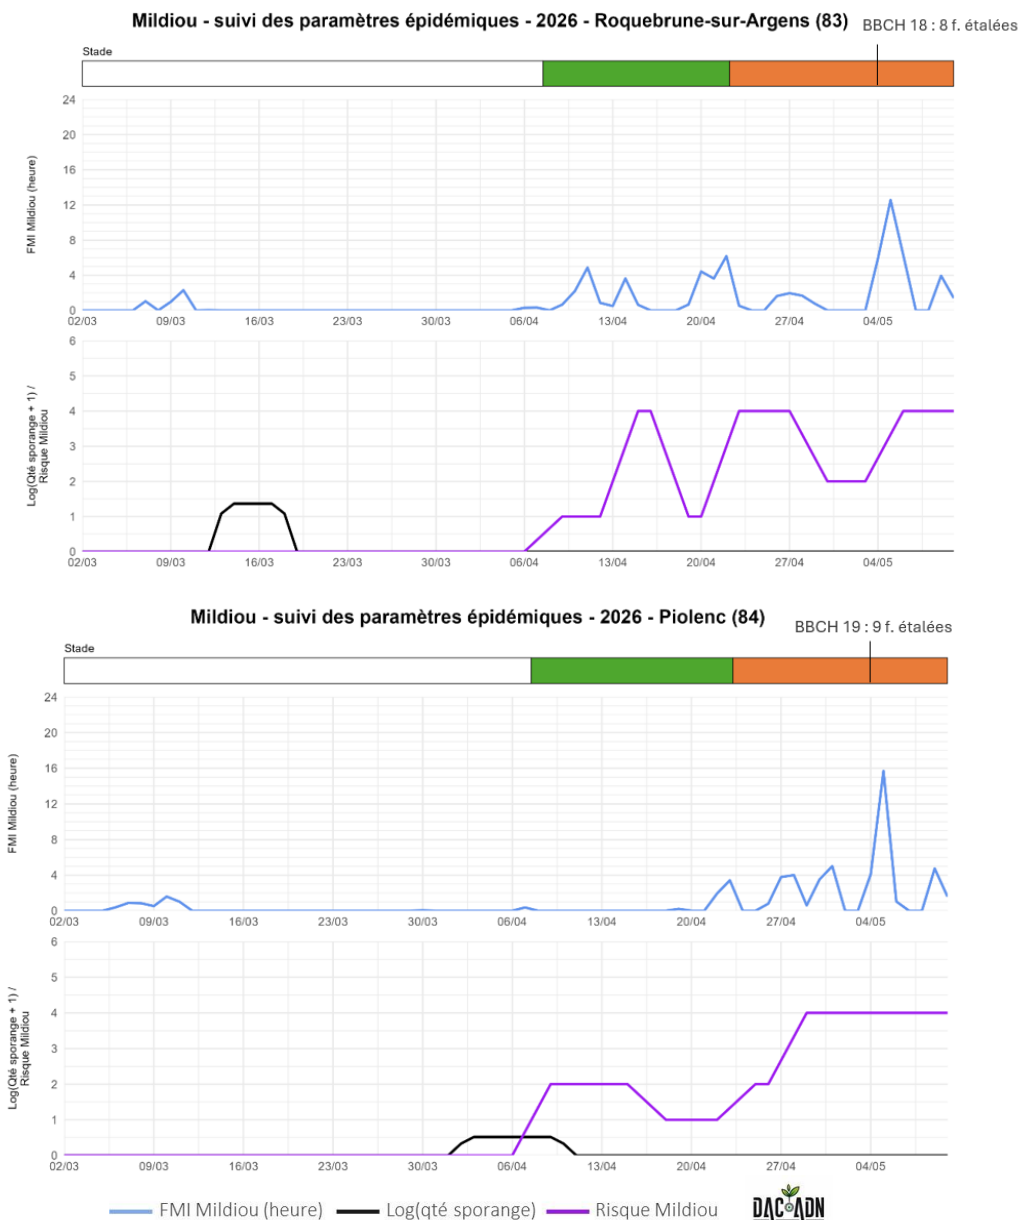 Mildiou - suivi des paramètres épidémiques - 2026 - Roquebrune-sur-Argens (83)
BBCH 18 : 8 f. étalées
Stade
24
20
16
12
8
4
0
FMI Mildiou (heure)
02/03 09/03 16/03 23/03 30/03 06/04 13/04 20/04 27/04 04/05
6
5
4
3
2
1
0
Log(Qté sporange + 1) /
Risque Mildiou
02/03 09/03 16/03 23/03 30/03 06/04 13/04 20/04 27/04 04/05
Mildiou - suivi des paramètres épidémiques - 2026 - Piolenc (84)
BBCH 19 : 9 f. étalées
Stade
24
20
16
12
8
4
0
FMI Mildiou (heure)
02/03 09/03 16/03 23/03 30/03 06/04 13/04 20/04 27/04 04/05
6
5
4
3
2
1
0
Log(Qté sporange + 1) /
Risque Mildiou
02/03 09/03 16/03 23/03 30/03 06/04 13/04 20/04 27/04 04/05
FMI Mildiou (heure) Log(qté sporange) Risque Mildiou
DAC ADN